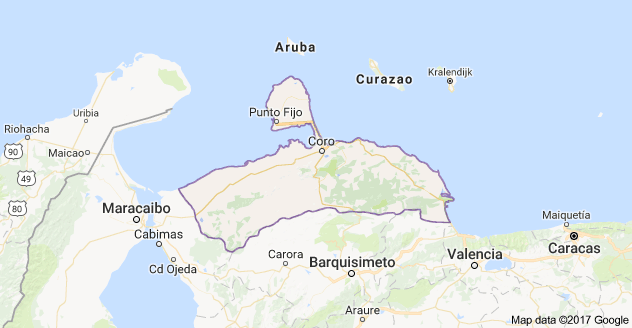 Aruba
Curazao
Kralendijk
Punto Fijo
Uribia
Riohacha
Coro
90
Maicao
49
80
Maracaibo
Maiquetía
Cabimas
Caracas
Carora
Valencia
Cd Ojeda
Barquisimeto
Araure
Map data ©2017 Google